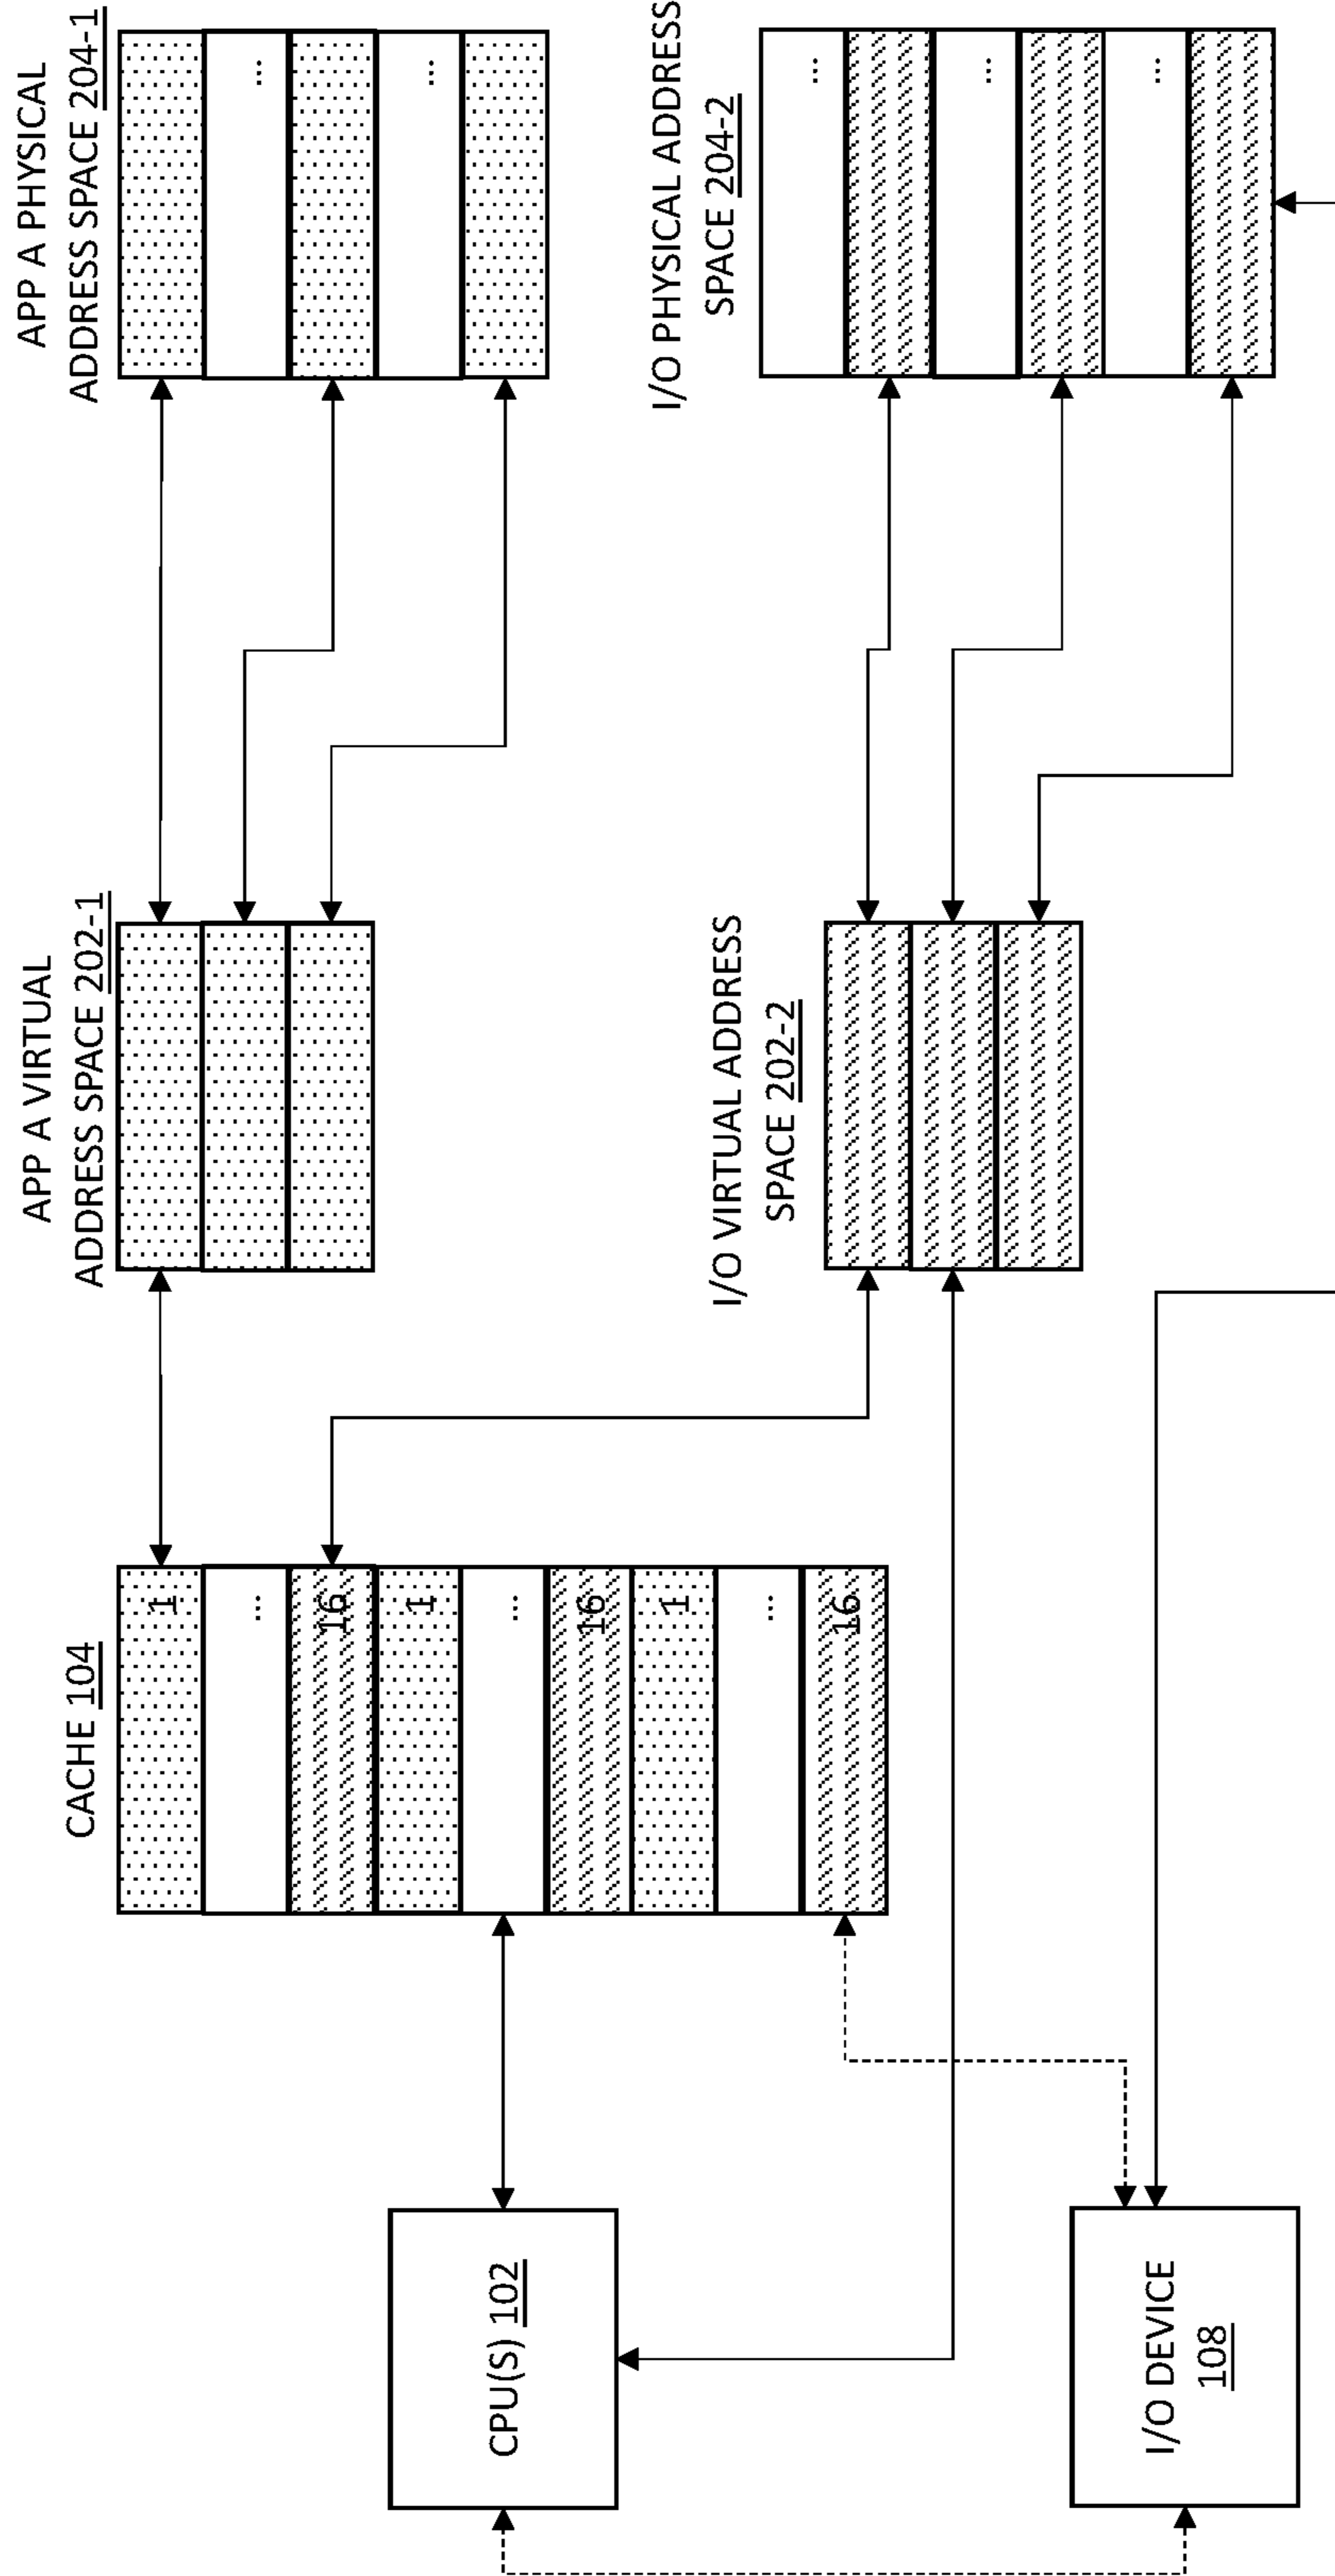 CACHE 104
APP A VIRTUAL
ADDRESS SPACE 202-1
APP A PHYSICAL
ADDRESS SPACE 204-1
1
...
16
1
...
16
1
...
16
...
...
CPU(S) 102
I/O VIRTUAL ADDRESS
SPACE 202-2
I/O PHYSICAL ADDRESS
SPACE 204-2
...
...
...
I/O DEVICE
108